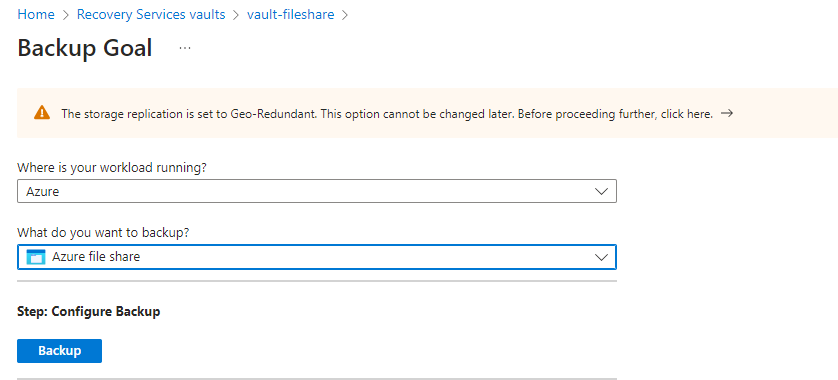 Home > Recovery Services vaults > vault-fileshare >
Backup Goal ...
The storage replication is set to Geo-Redundant. This option cannot be changed later. Before proceeding further, click here. →
Where is your workload running?
Azure
What do you want to backup?
Azure file share
Step: Configure Backup
Backup